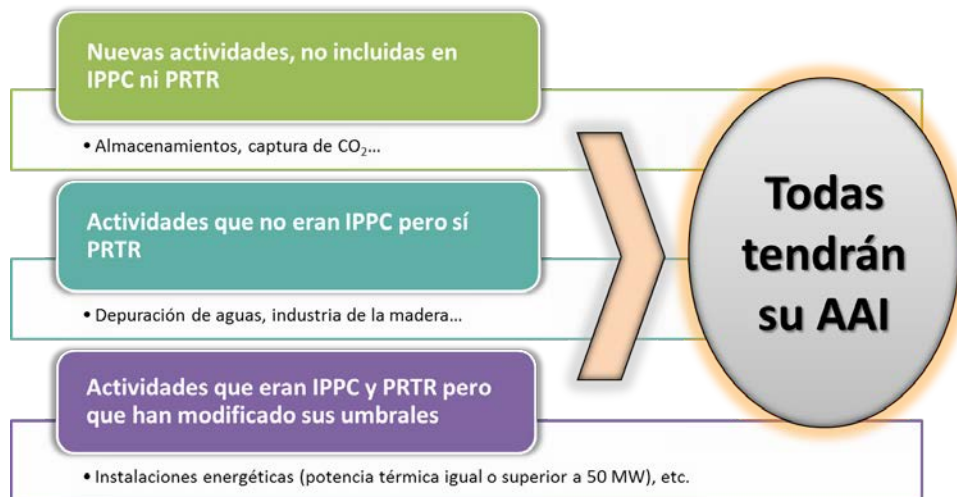 Nuevas actividades, no incluidas en
IPPC ni PRTR
• Almacenamientos, captura de CO₂...
Actividades que no eran IPPC pero sí
PRTR
• Depuración de aguas, industria de la madera...
Actividades que eran IPPC y PRTR pero
que han modificado sus umbrales
• Instalaciones energéticas (potencia térmica igual o superior a 50 MW), etc.
Todas
tendrán
su AAI